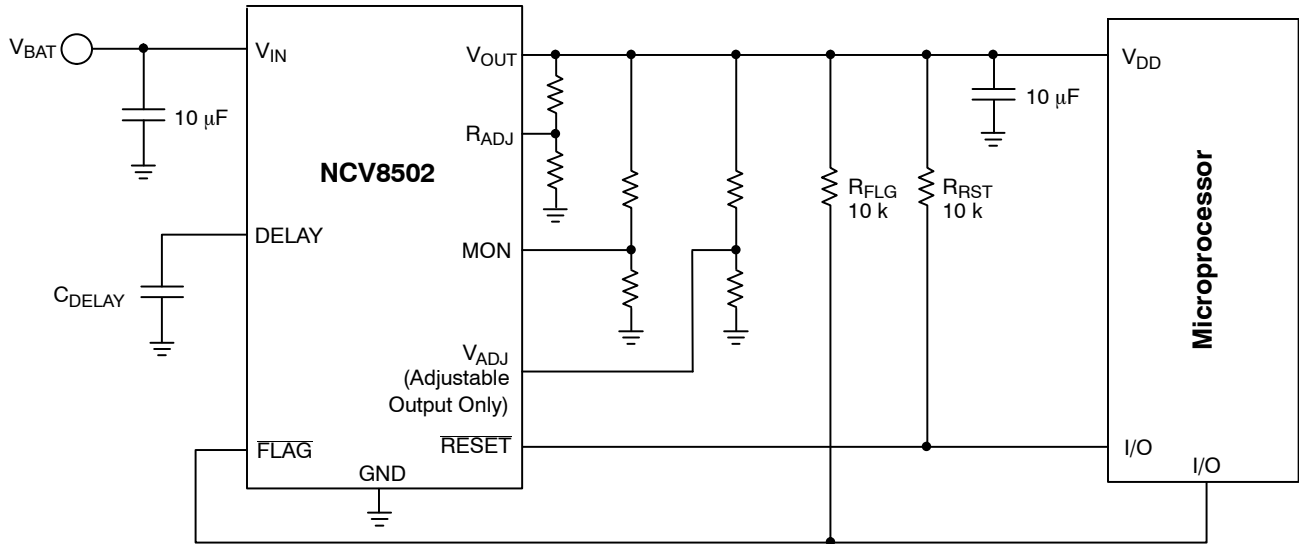 V_BAT
10 μF
V_IN
NCV8502
DELAY
C_DELAY
FLAG
GND
V_OUT
R_ADJ
MON
V_ADJ
(Adjustable
Output Only)
RESET
R_FLG
10 k
R_RST
10 k
10 μF
V_DD
Microprocessor
I/O
I/O